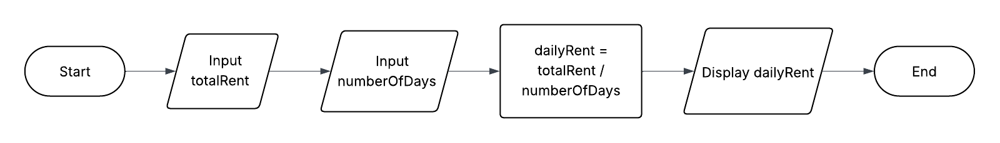 Start
Input
totalRent
Input
numberOfDays
dailyRent =
totalRent /
numberOfDays
Display dailyRent
End